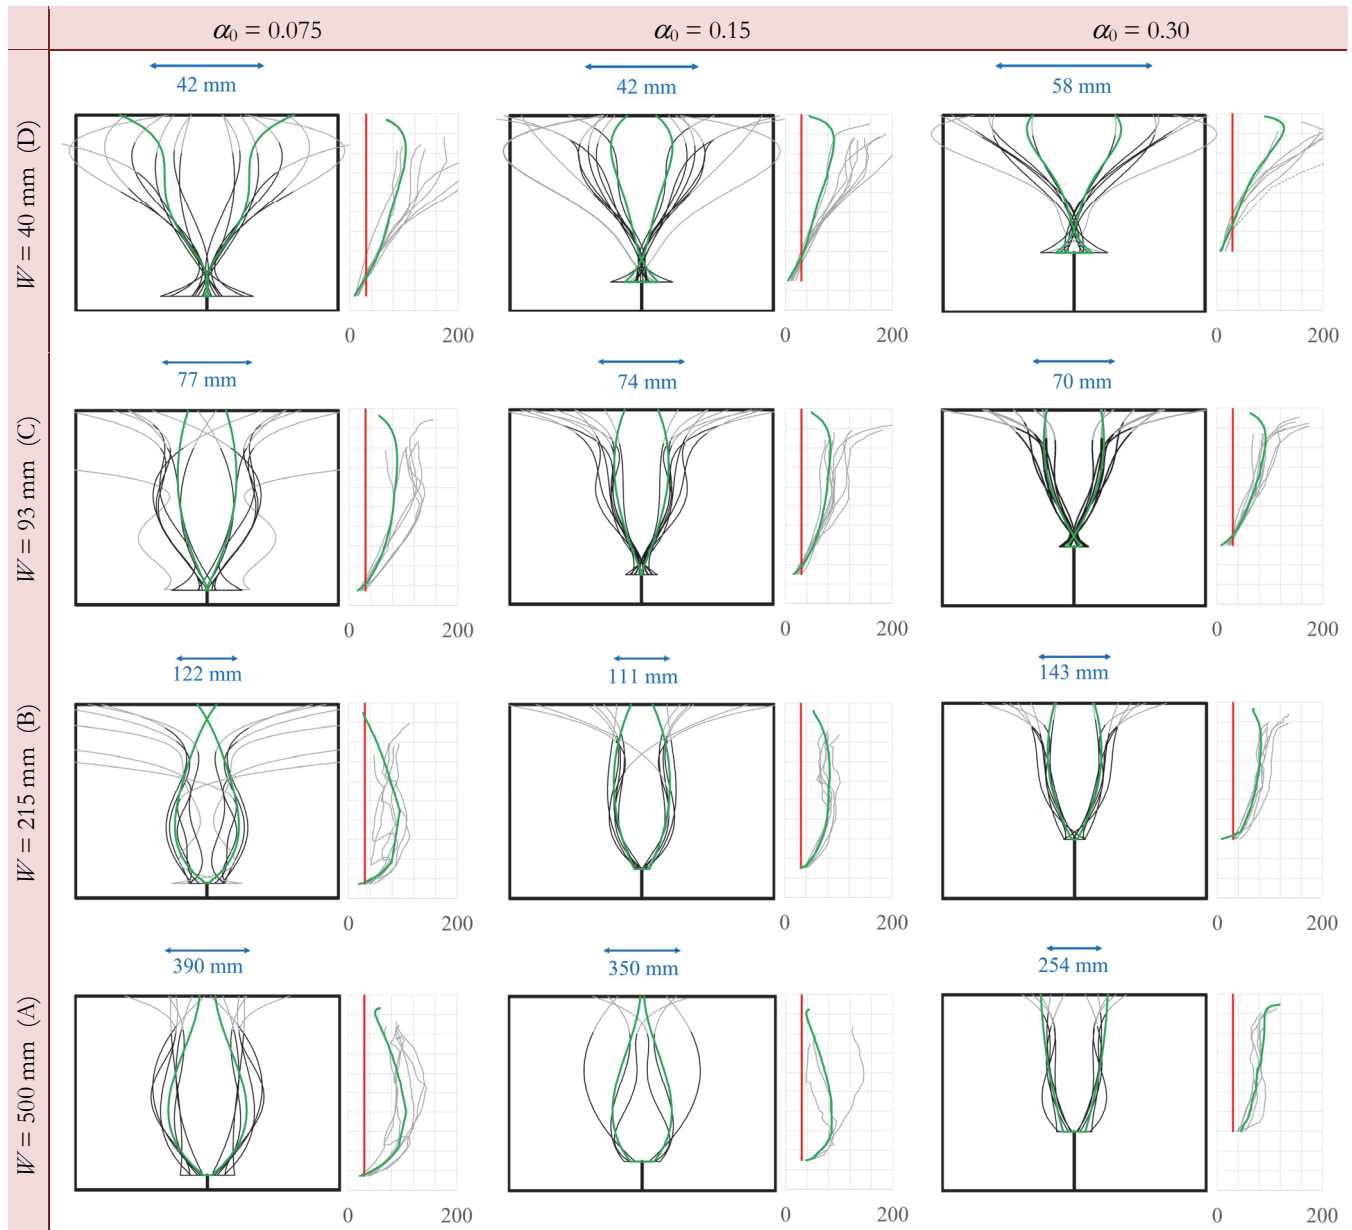 α₀ = 0.075 α₀ = 0.15 α₀ = 0.30
W = 40 mm (D)
42 mm 42 mm 58 mm
0 200 0 200 0 200
W = 93 mm (C)
77 mm 74 mm 70 mm
0 200 0 200 0 200
W = 215 mm (B)
122 mm 111 mm 143 mm
0 200 0 200 0 200
W = 500 mm (A)
390 mm 350 mm 254 mm
0 200 0 200 0 200